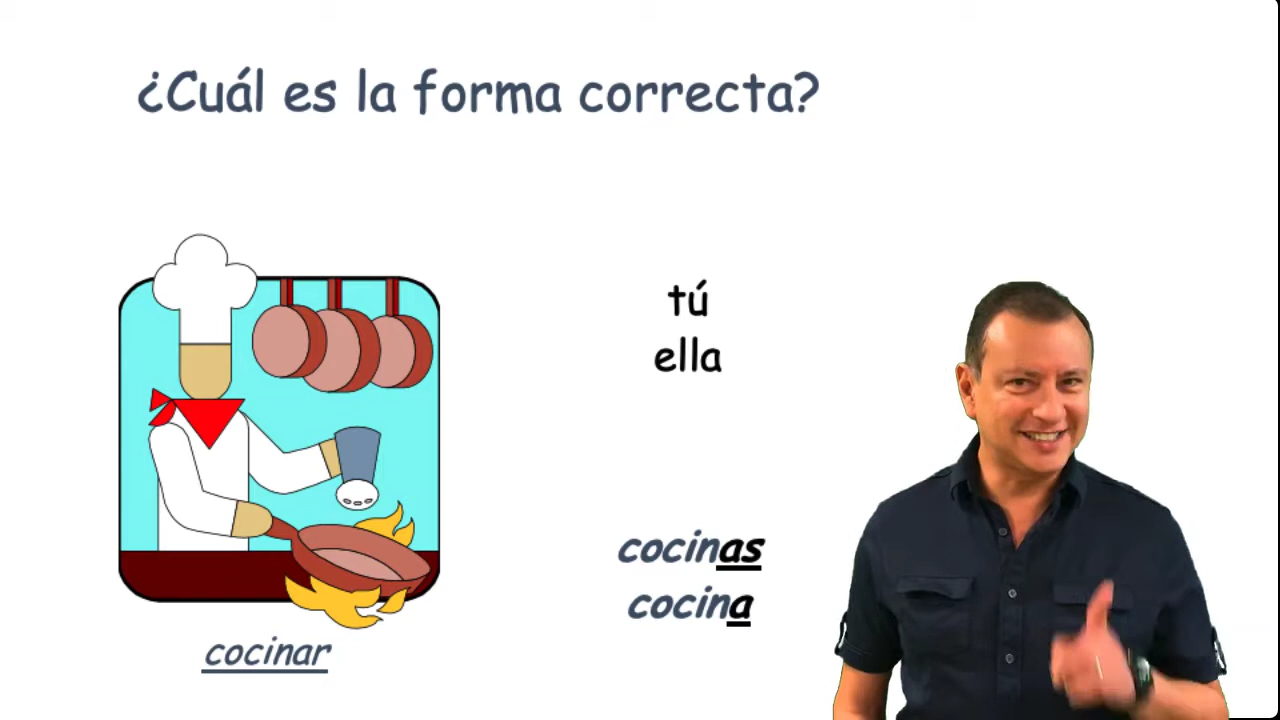 ¿Cuál es la forma correcta?
tú
ella
cocinas
cocina
cocinar